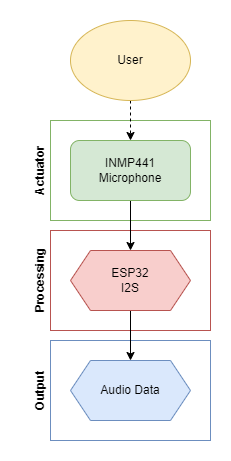 User
Actuator
INMP441
Microphone
Processing
ESP32
I2S
Output
Audio Data